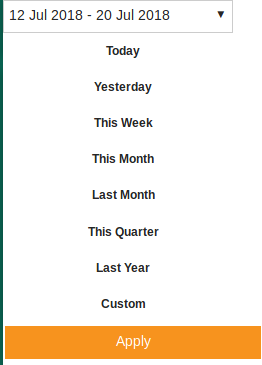 12 Jul 2018 - 20 Jul 2018
Today
Yesterday
This Week
This Month
Last Month
This Quarter
Last Year
Custom
Apply